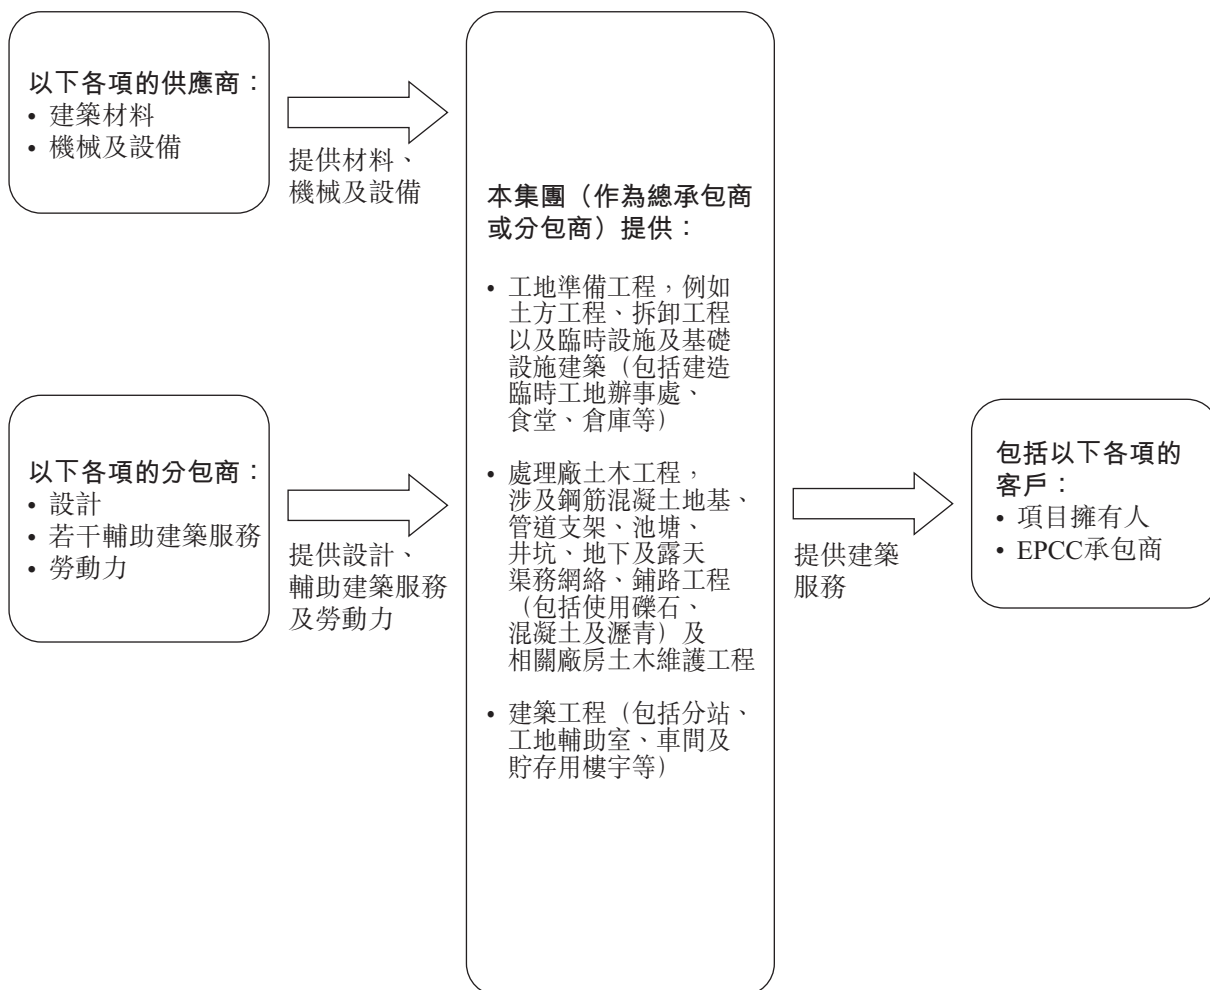 以下各項的供應商：
• 建築材料
• 機械及設備
提供材料、
機械及設備
以下各項的分包商：
• 設計
• 若干輔助建築服務
• 勞動力
提供設計、
輔助建築服務
及勞動力
本集團（作為總承包商
或分包商）提供：
• 工地準備工程，例如
土方工程、拆卸工程
以及臨時設施及基礎
設施建築（包括建造
臨時工地辦事處、
食堂、倉庫等）
• 處理廠土木工程，
涉及鋼筋混凝土地基、
管道支架、池塘、
井坑、地下及露天
渠務網絡、鋪路工程
（包括使用礫石、
混凝土及瀝青）及
相關廠房土木維護工程
• 建築工程（包括分站、
工地輔助室、車間及
貯存用樓宇等）
提供建築
服務
包括以下各項的
客戶：
• 項目擁有人
• EPCC承包商